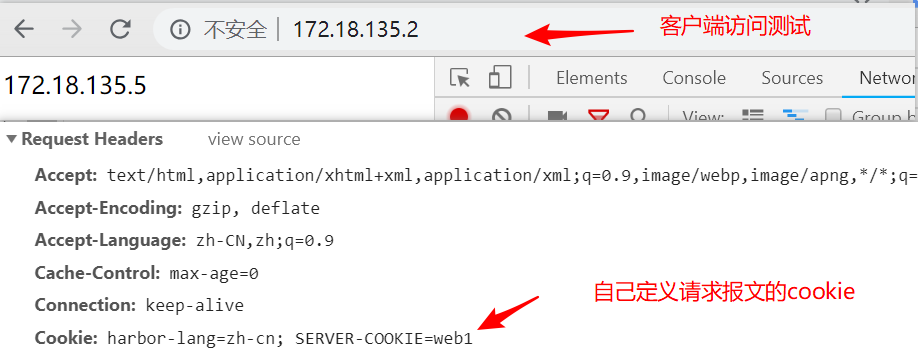 不安全 | 172.18.135.2
客户端访问测试
172.18.135.5
Elements Console Sources Netwo
View: Group b
Request Headers view source
Accept: text/html,application/xhtml+xml,application/xml;q=0.9,image/webp,image/apng,*/*;q=
Accept-Encoding: gzip, deflate
Accept-Language: zh-CN,zh;q=0.9
Cache-Control: max-age=0
Connection: keep-alive
自己定义请求报文的cookie
Cookie: harbor-lang=zh-cn; SERVER-COOKIE=web1